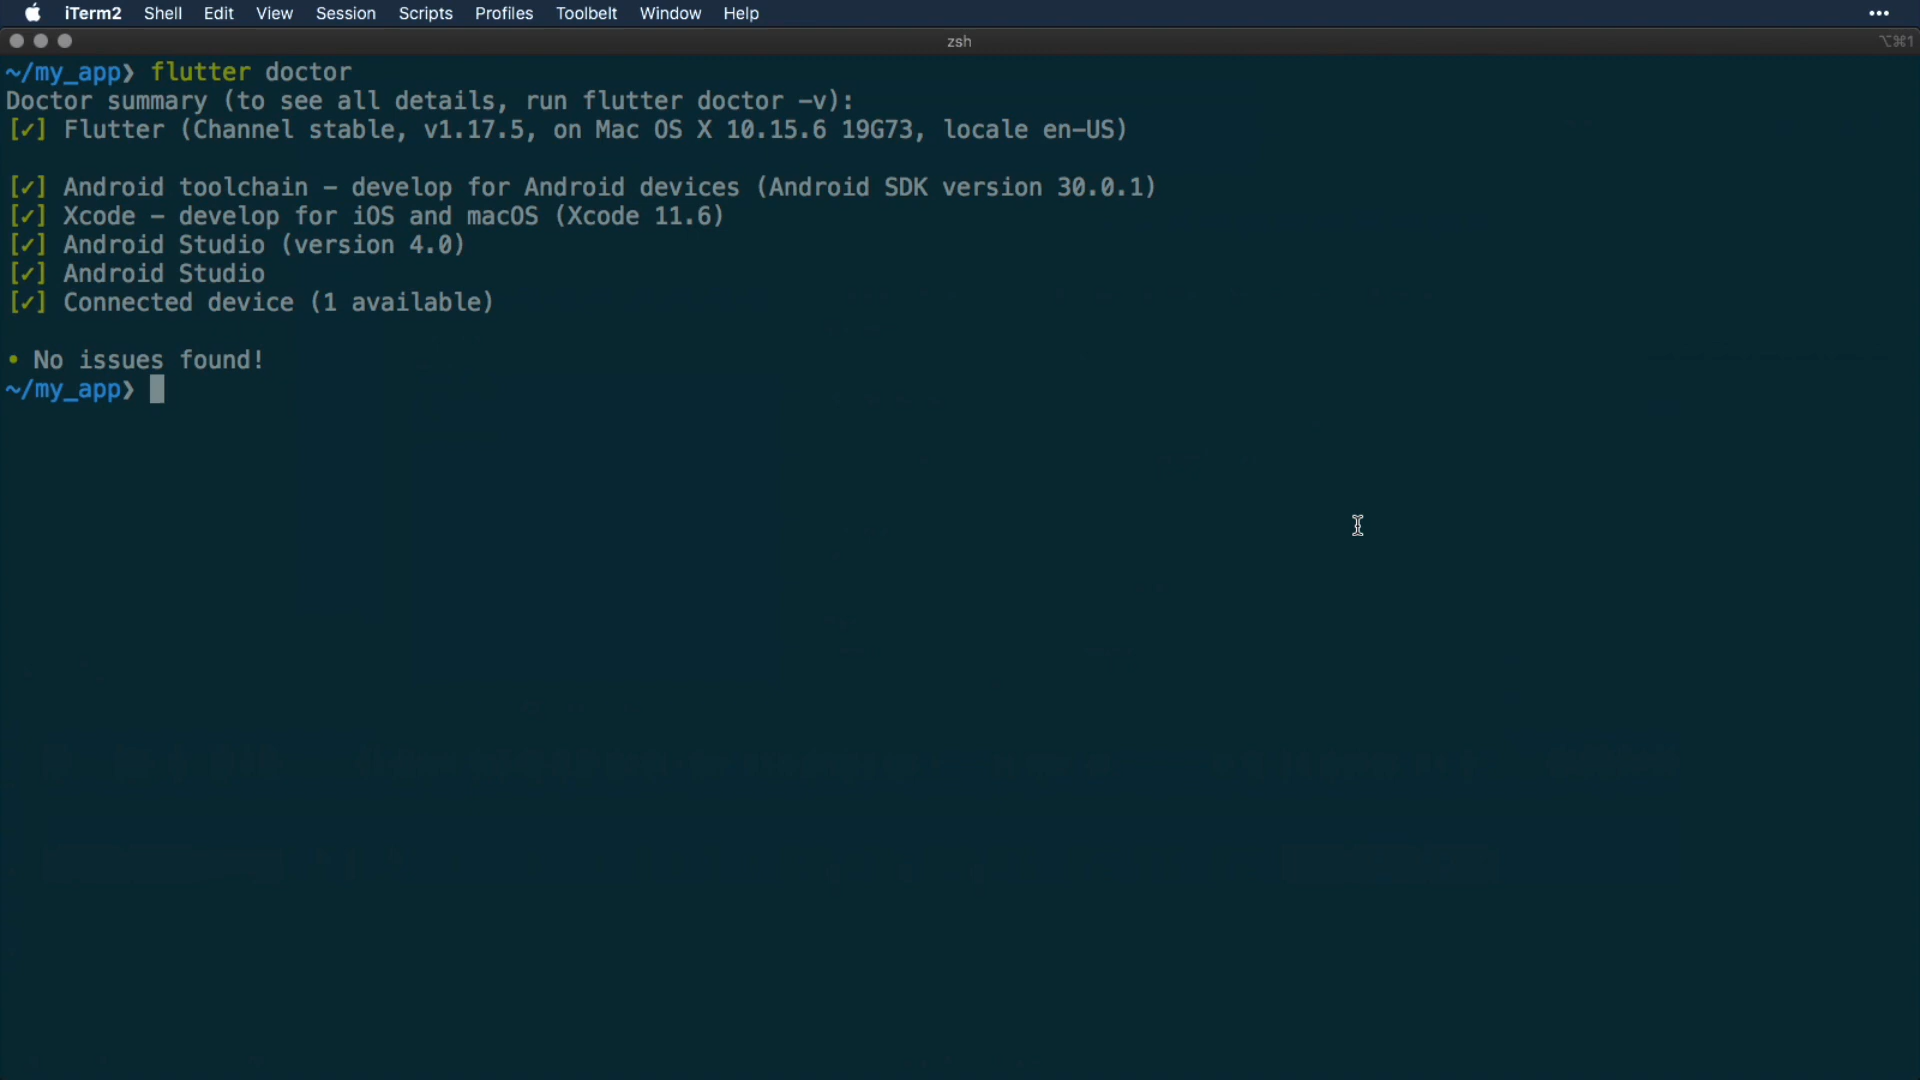 iTerm2 Shell Edit View Session Scripts Profiles Toolbelt Window Help •••
zsh ⌥⌘1
~/my_app❯ flutter doctor
Doctor summary (to see all details, run flutter doctor -v):
[✓] Flutter (Channel stable, v1.17.5, on Mac OS X 10.15.6 19G73, locale en-US)
[✓] Android toolchain - develop for Android devices (Android SDK version 30.0.1)
[✓] Xcode - develop for iOS and macOS (Xcode 11.6)
[✓] Android Studio (version 4.0)
[✓] Android Studio
[✓] Connected device (1 available)
• No issues found!
~/my_app❯